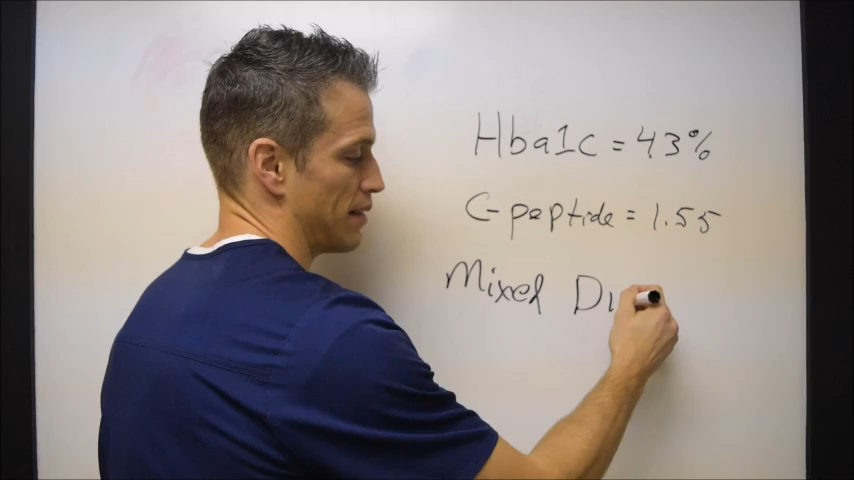 Hba1c = 43%
C-peptide = 1.55
Mixed